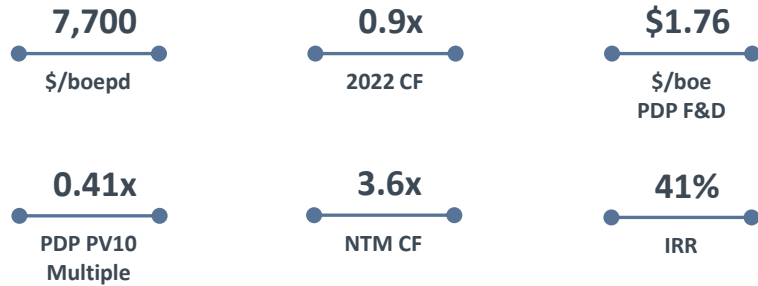 7,700
$/boepd
0.9x
2022 CF
$1.76
$/boe
PDP F&D
0.41x
PDP PV10
Multiple
3.6x
NTM CF
41%
IRR